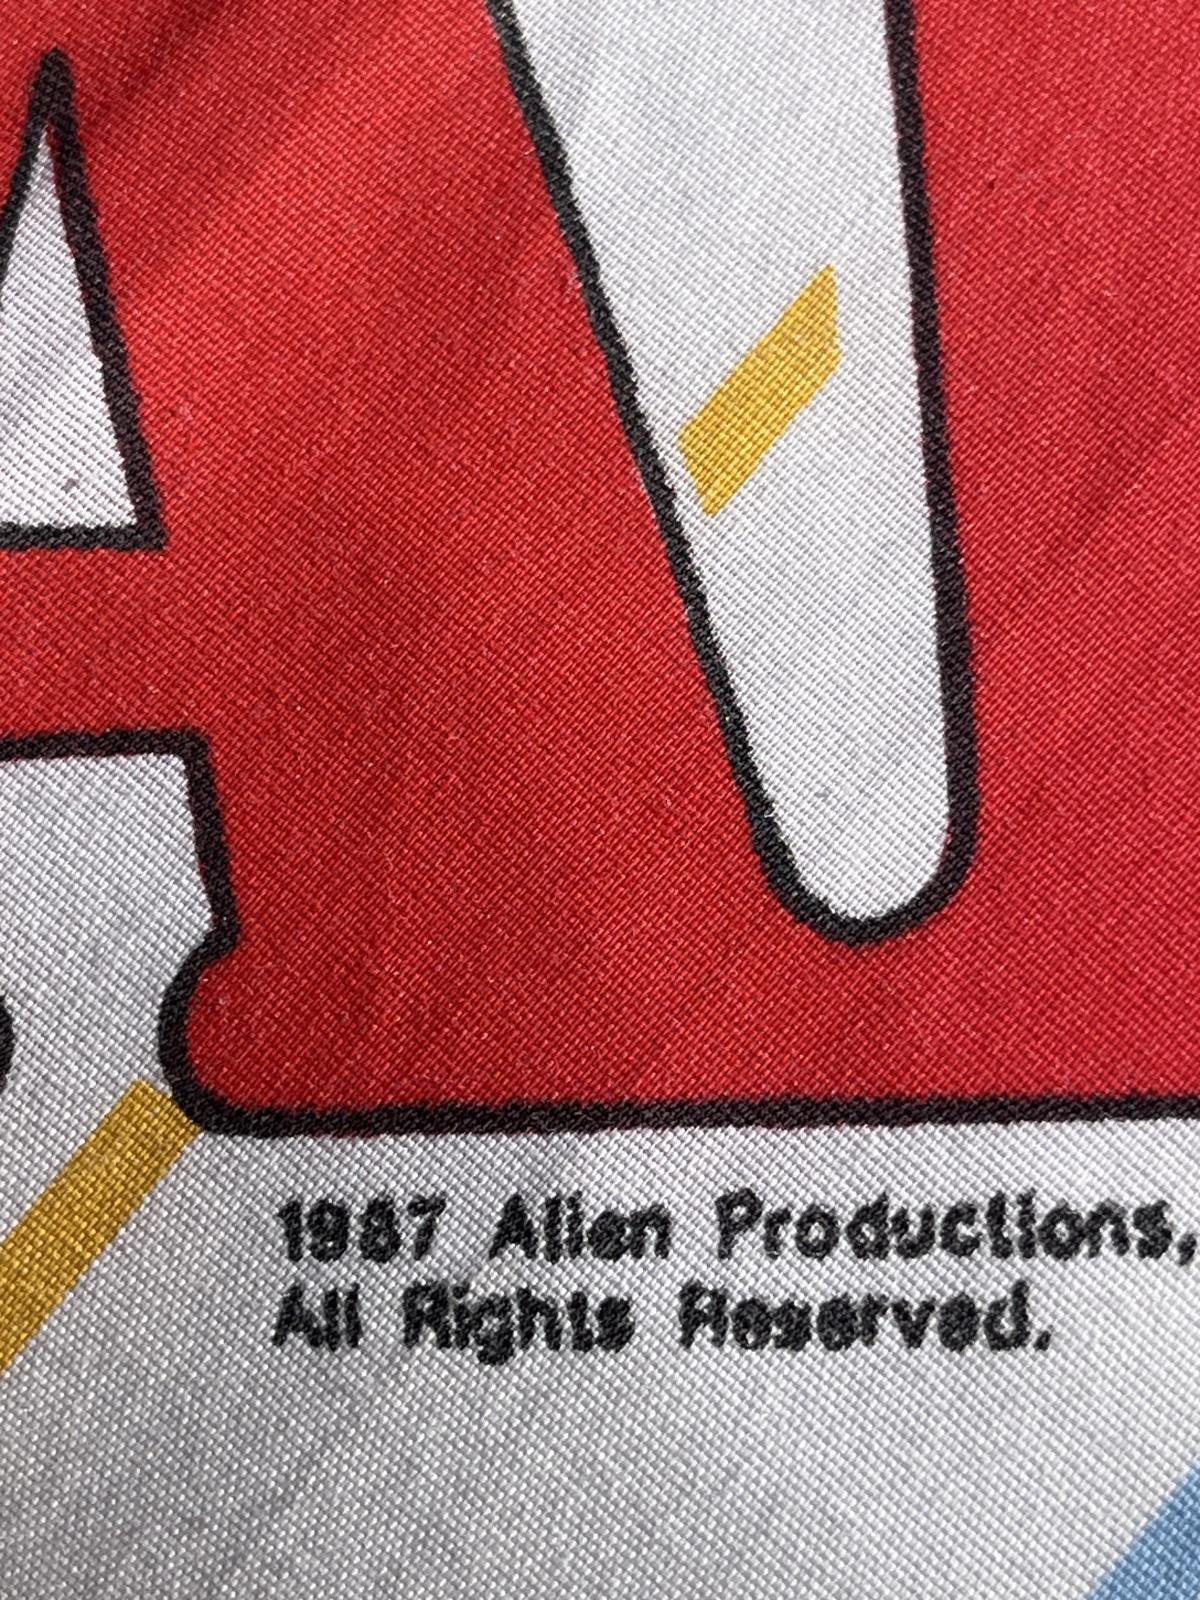 1987 Alien Productions,
All Rights Reserved.